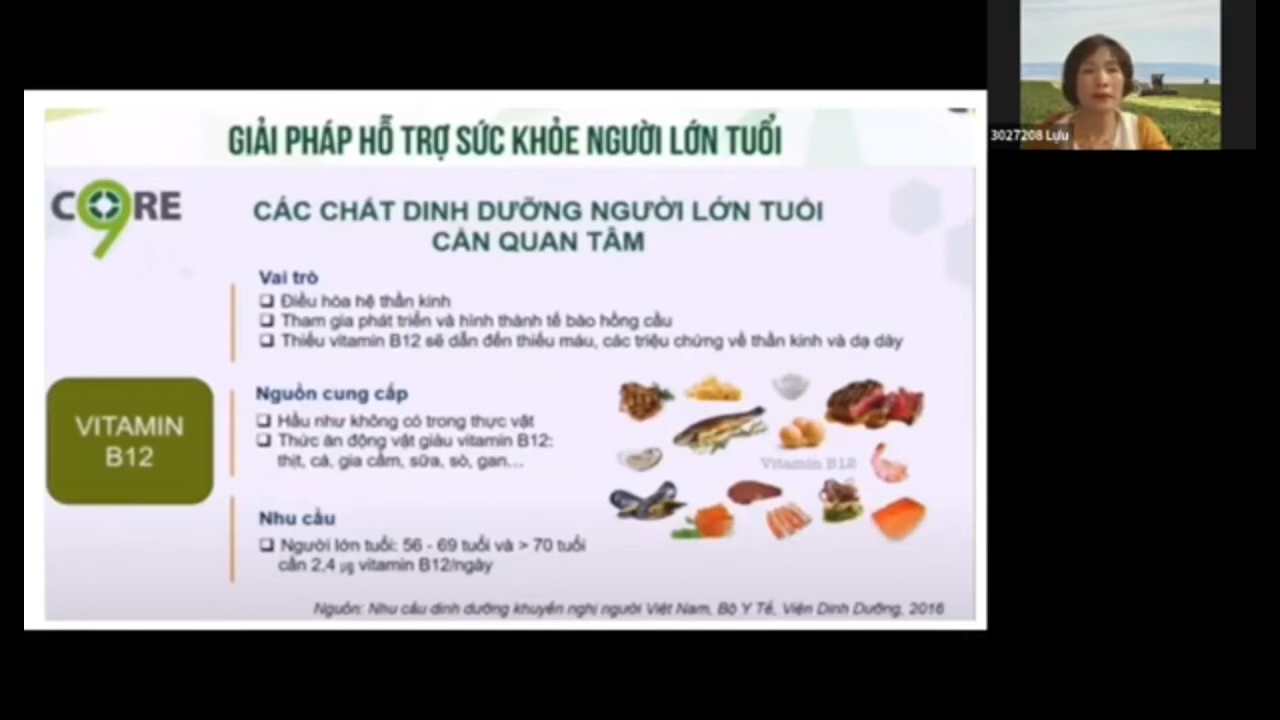 GIẢI PHÁP HỖ TRỢ SỨC KHỎE NGƯỜI LỚN TUỔI
C9RE
CÁC CHẤT DINH DƯỠNG NGƯỜI LỚN TUỔI
CẦN QUAN TÂM
Vai trò
❑ Điều hòa hệ thần kinh
❑ Tham gia phát triển và hình thành tế bào hồng cầu
❑ Thiếu vitamin B12 sẽ dẫn đến thiếu máu, các triệu chứng về thần kinh và dạ dày
VITAMIN
B12
Nguồn cung cấp
❑ Hầu như không có trong thực vật
❑ Thức ăn động vật giàu vitamin B12:
thịt, cá, gia cầm, sữa, sò, gan...
Vitamin B12
Nhu cầu
❑ Người lớn tuổi: 56 - 69 tuổi và > 70 tuổi
cần 2,4 µg vitamin B12/ngày
Nguồn: Nhu cầu dinh dưỡng khuyến nghị người Việt Nam, Bộ Y Tế, Viện Dinh Dưỡng, 2016
3027208 Lựu